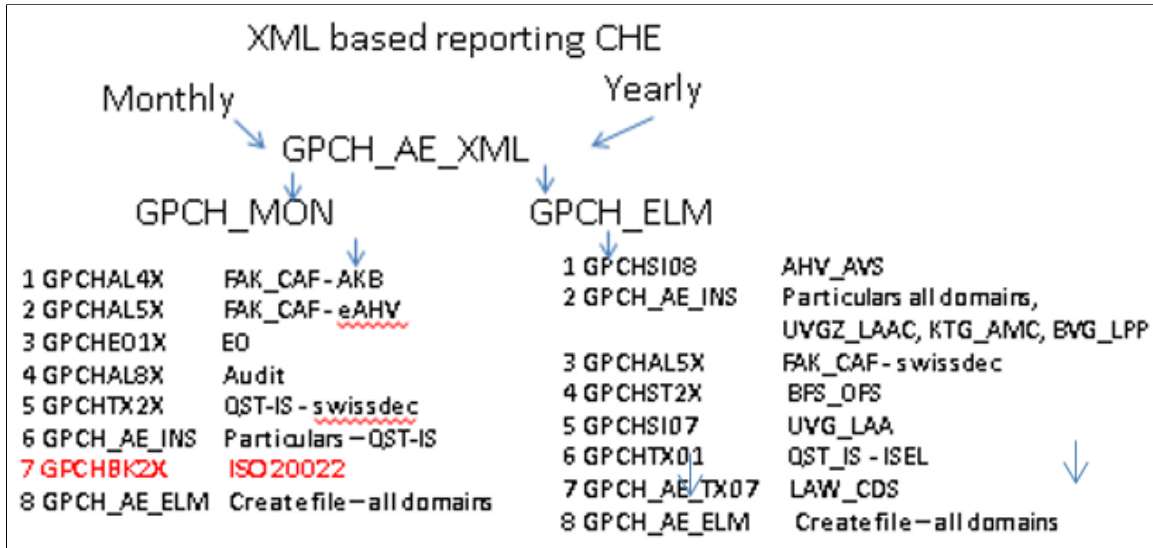 XML based reporting CHE
Monthly
Yearly
GPCH_AE_XML
GPCH_MON
GPCH_ELM
1 GPCHAL4X FAK_CAF - AKB
2 GPCHAL5X FAK_CAF - eAHV
3 GPCHEO1X EO
4 GPCHAL8X Audit
5 GPCHTX2X QST-IS - swissdec
6 GPCH_AE_INS Particulars – QST-IS
7 GPCHBK2X ISO20022
8 GPCH_AE_ELM Create file – all domains
1 GPCHSI08 AHV_AVS
2 GPCH_AE_INS Particulars all domains,
UVGZ_LAAC, KTG_AMC, BVG_LPP
3 GPCHAL5X FAK_CAF - swissdec
4 GPCHST2X BFS_OFS
5 GPCHSI07 UVG_LAA
6 GPCHTX01 QST_IS - ISEL
7 GPCH_AE_TX07 LAW_CDS
8 GPCH_AE_ELM Create file – all domains